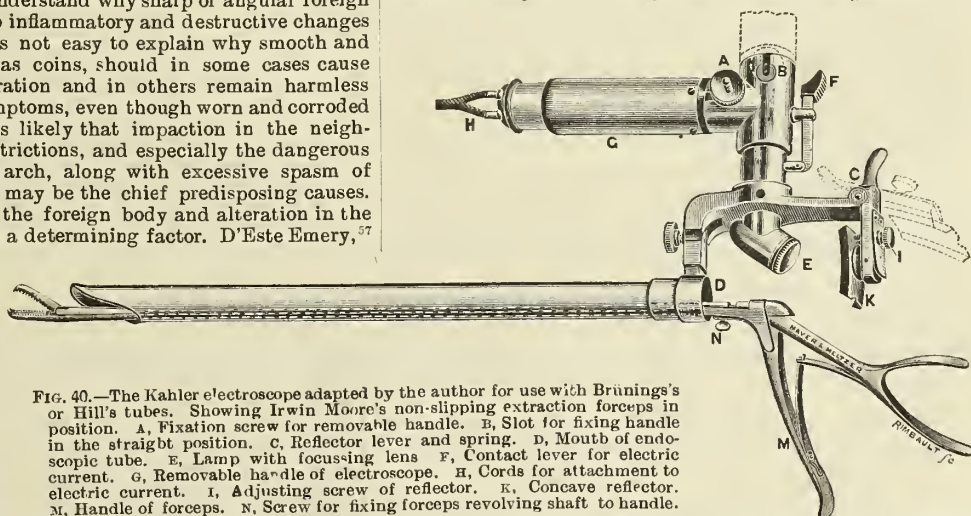 nderstand why sharp or angular foreign
o inflammatory and destructive changes
s not easy to explain why smooth and
as coins, should in some cases cause
ration and in others remain harmless
mptoms, even though worn and corroded
s likely that impaction in the neigh-
trictions, and especially the dangerous
arch, along with excessive spasm of
may be the chief predisposing causes.
the foreign body and alteration in the
a determining factor. D'Este Emery,57
A
B
F
H
G
C
E
I
K
D
N
MAYER & MELTZER
M
RIMBAULT Sc
FIG. 40.—The Kahler electroscope adapted by the author for use with Brünings's
or Hill's tubes. Showing Irwin Moore's non-slipping extraction forceps in
position. A, Fixation screw for removable handle. B, Slot for fixing handle
in the straight position. C, Reflector lever and spring. D, Mouth of endo-
scopic tube. E, Lamp with focussing lens F, Contact lever for electric
current. G, Removable handle of electroscope. H, Cords for attachment to
electric current. I, Adjusting screw of reflector. K, Concave reflector.
M, Handle of forceps. N, Screw for fixing forceps revolving shaft to handle.